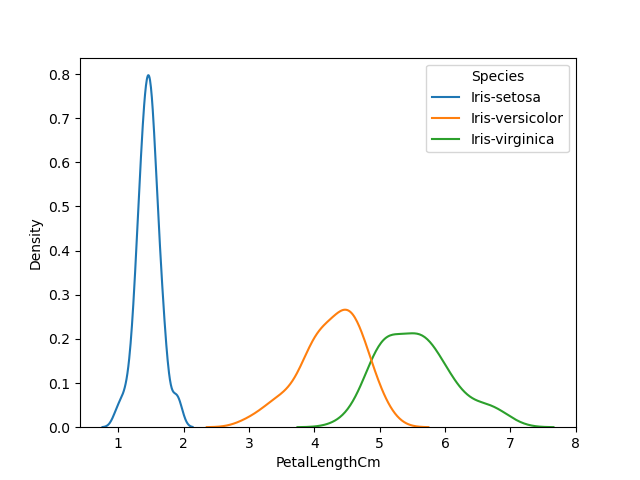 Species
Iris-setosa
Iris-versicolor
Iris-virginica
Density
0.8
0.7
0.6
0.5
0.4
0.3
0.2
0.1
0.0
1 2 3 4 5 6 7 8
PetalLengthCm